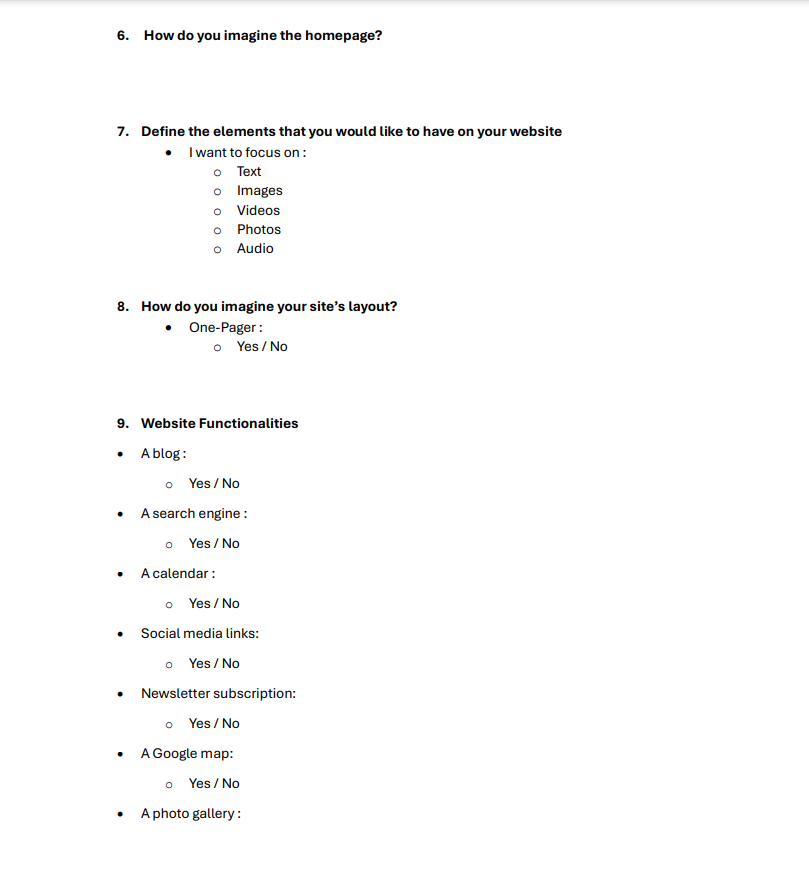 6. How do you imagine the homepage?
7. Define the elements that you would like to have on your website
• I want to focus on :
o Text
o Images
o Videos
o Photos
o Audio
8. How do you imagine your site’s layout?
• One-Pager :
o Yes / No
9. Website Functionalities
• A blog :
o Yes / No
• A search engine :
o Yes / No
• A calendar :
o Yes / No
• Social media links:
o Yes / No
• Newsletter subscription:
o Yes / No
• A Google map:
o Yes / No
• A photo gallery :